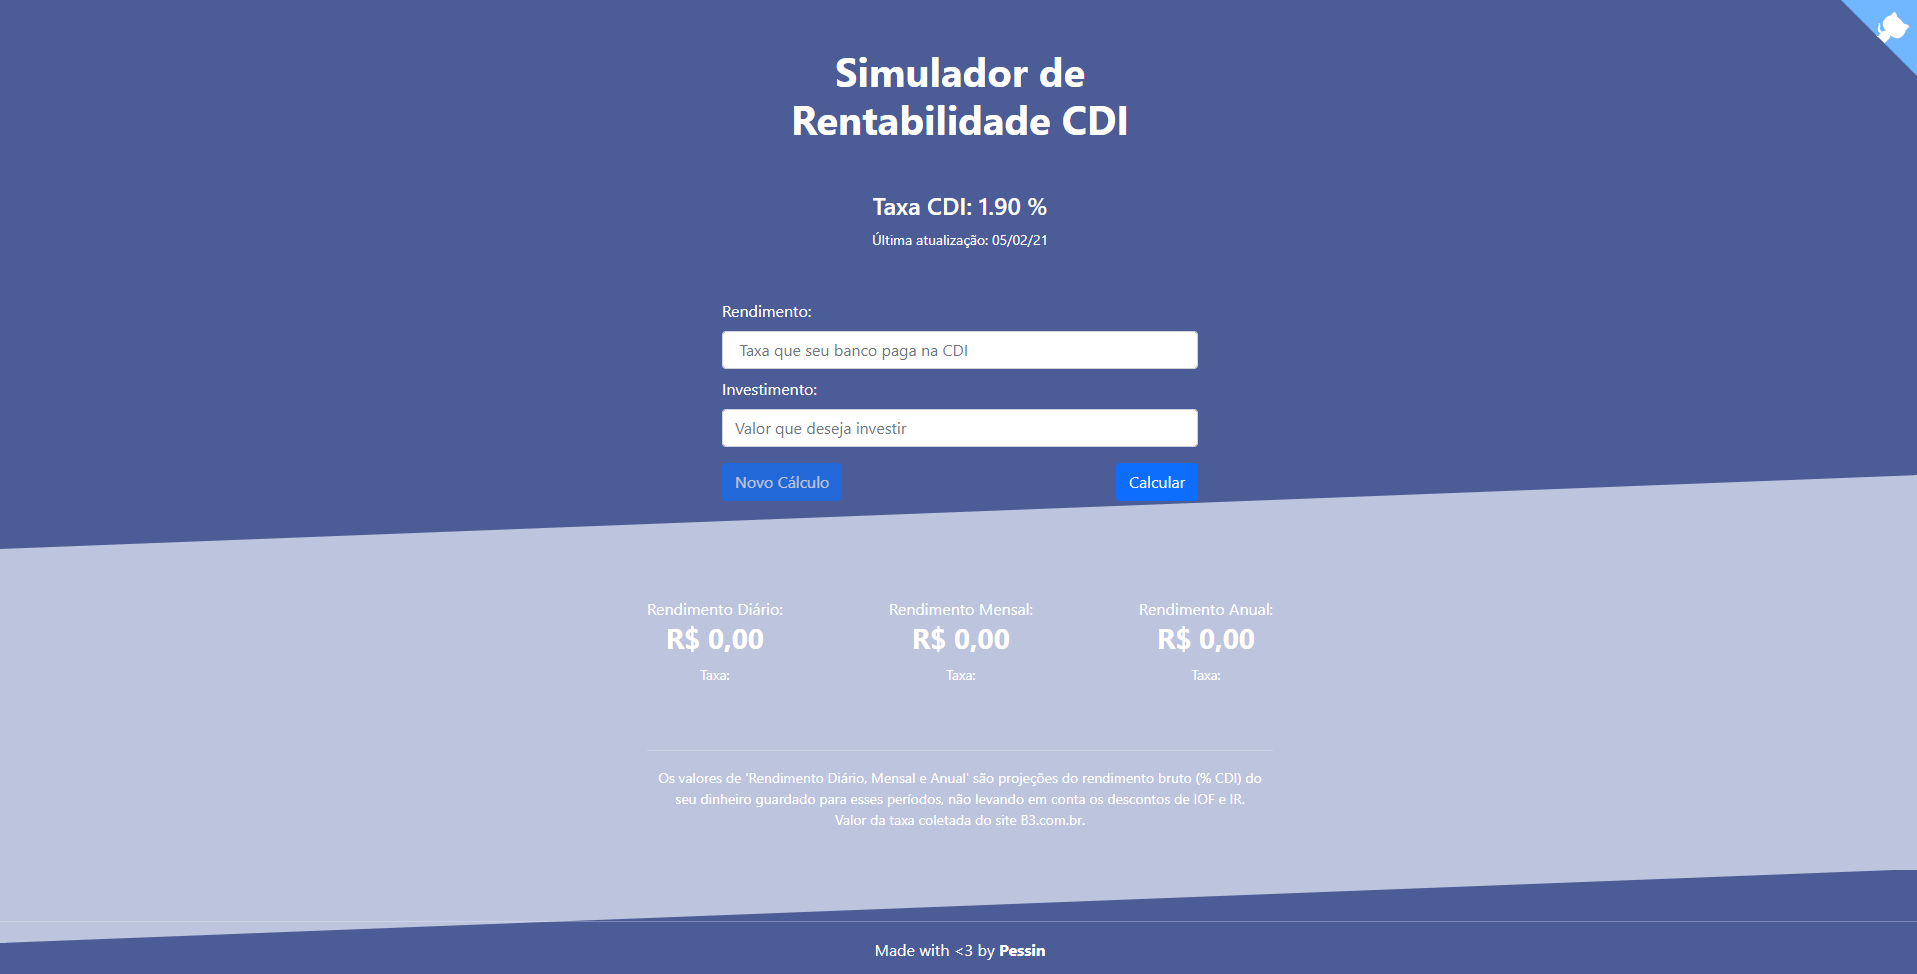 Simulador de
Rentabilidade CDI
Taxa CDI: 1.90 %
Última atualização: 05/02/21
Rendimento:
Taxa que seu banco paga na CDI
Investimento:
Valor que deseja investir
Novo Cálculo
Calcular
Rendimento Diário:
R$ 0,00
Taxa:
Rendimento Mensal:
R$ 0,00
Taxa:
Rendimento Anual:
R$ 0,00
Taxa:
Os valores de 'Rendimento Diário, Mensal e Anual' são projeções do rendimento bruto (% CDI) do
seu dinheiro guardado para esses períodos, não levando em conta os descontos de IOF e IR.
Valor da taxa coletada do site B3.com.br.
Made with <3 by Pessin